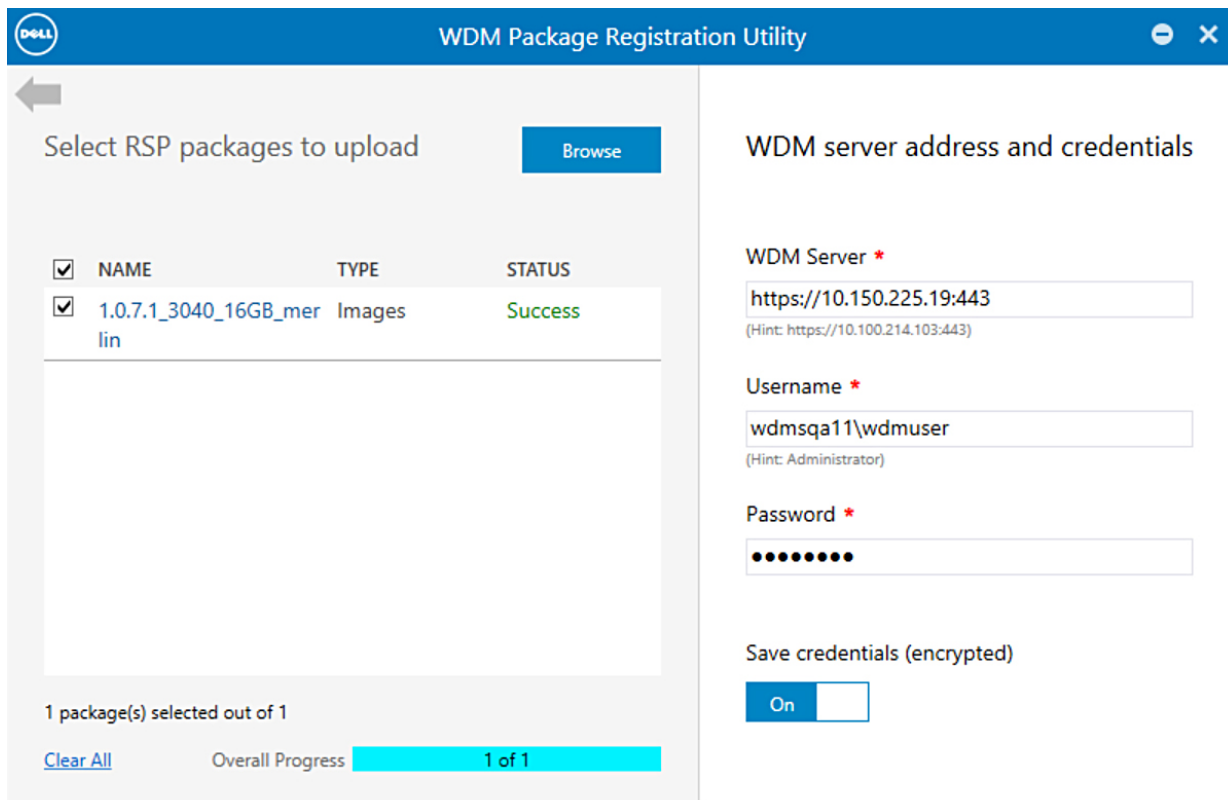 DELL
WDM Package Registration Utility
Select RSP packages to upload
Browse
NAME TYPE STATUS
1.0.7.1_3040_16GB_mer Images Success
lin
1 package(s) selected out of 1
Clear All Overall Progress 1 of 1
WDM server address and credentials
WDM Server *
https://10.150.225.19:443
(Hint: https://10.100.214.103:443)
Username *
wdmsqa11\wdmuser
(Hint: Administrator)
Password *
●●●●●●●●
Save credentials (encrypted)
On